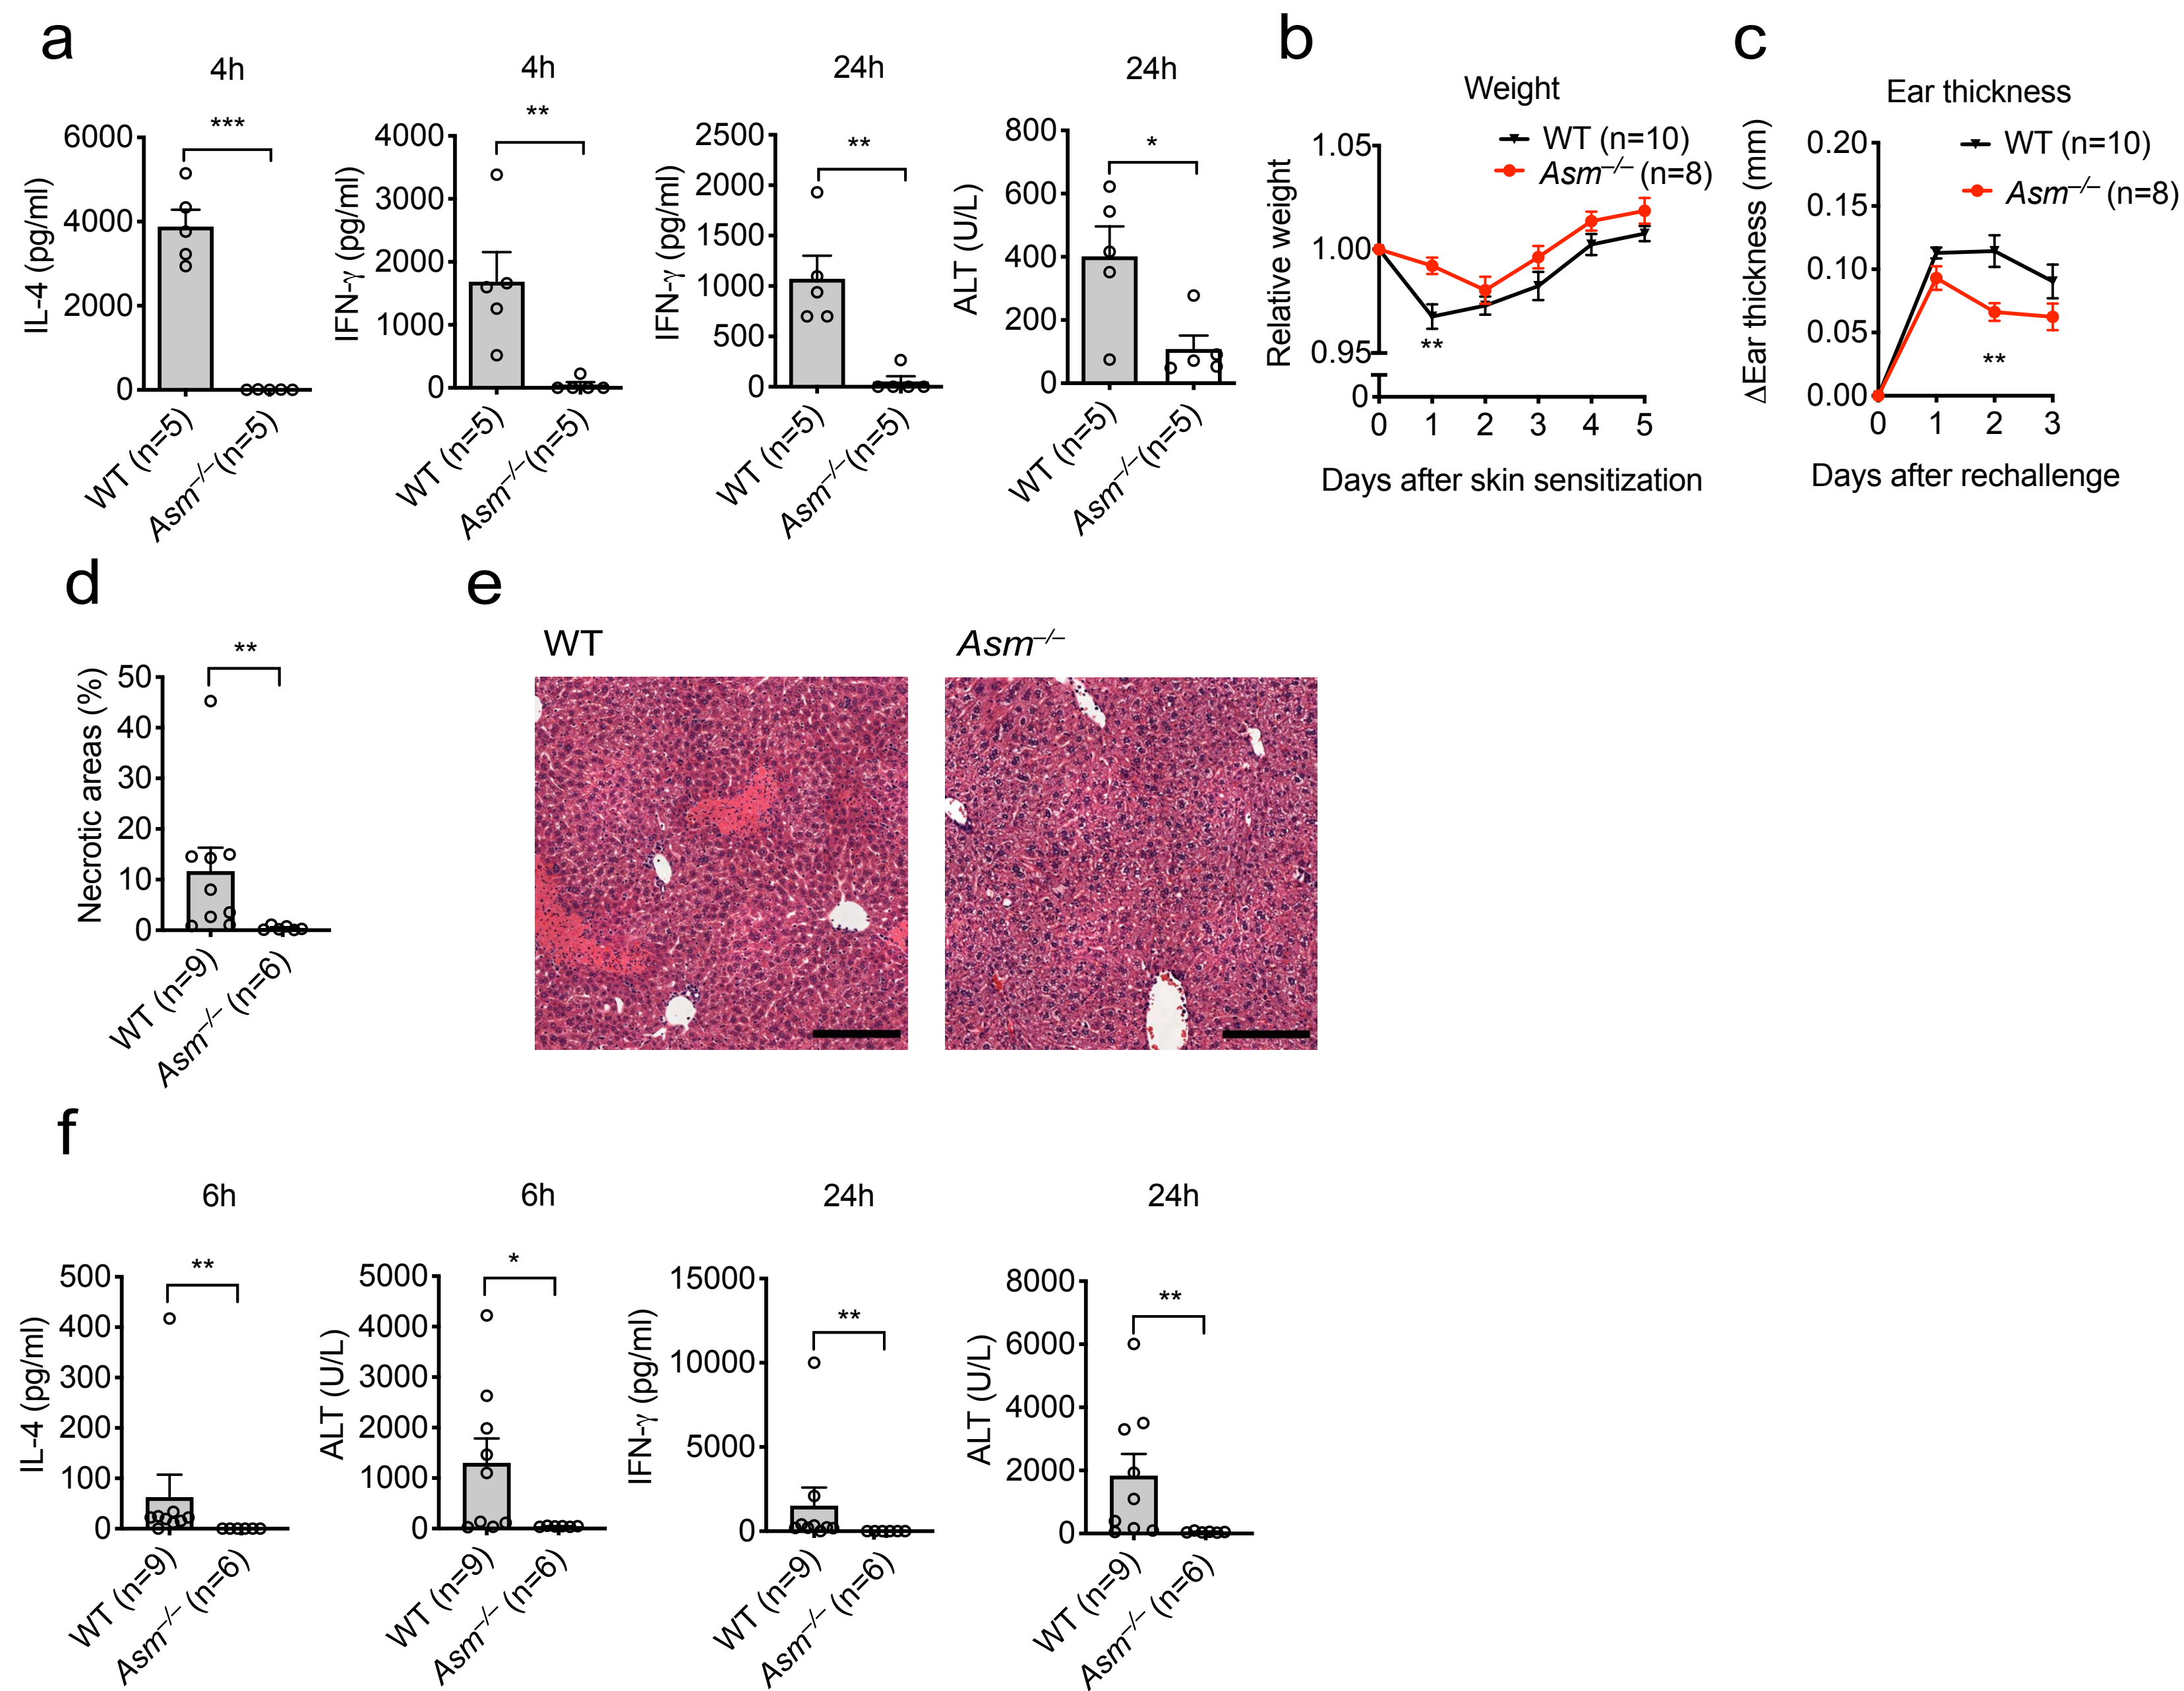 a
4h
***
6000
4000
2000
0
IL-4 (pg/ml)
WT (n=5)
Asm–/–(n=5)
4h
**
4000
3000
2000
1000
0
IFN-γ (pg/ml)
WT (n=5)
Asm–/–(n=5)
24h
**
2500
2000
1500
1000
500
0
IFN-γ (pg/ml)
WT (n=5)
Asm–/–(n=5)
24h
*
800
600
400
200
0
ALT (U/L)
WT (n=5)
Asm–/–(n=5)
b
Weight
WT (n=10)
Asm–/– (n=8)
1.05
1.00
0.95
0
Relative weight
**
0 1 2 3 4 5
Days after skin sensitization
c
Ear thickness
WT (n=10)
Asm–/– (n=8)
0.20
0.15
0.10
0.05
0.00
ΔEar thickness (mm)
**
0 1 2 3
Days after rechallenge
d
**
50
40
30
20
10
0
Necrotic areas (%)
WT (n=9)
Asm–/– (n=6)
e
WT
Asm–/–
f
6h
**
500
400
300
200
100
0
IL-4 (pg/ml)
WT (n=9)
Asm–/– (n=6)
6h
*
5000
4000
3000
2000
1000
0
ALT (U/L)
WT (n=9)
Asm–/– (n=6)
24h
**
15000
10000
5000
0
IFN-γ (pg/ml)
WT (n=9)
Asm–/– (n=6)
24h
**
8000
6000
4000
2000
0
ALT (U/L)
WT (n=9)
Asm–/– (n=6)